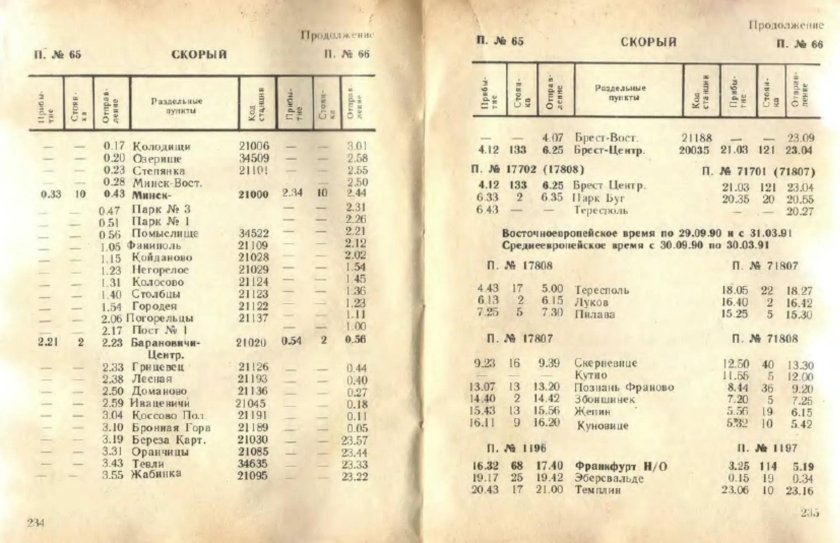 Продолжение
П. № 65 СКОРЫЙ П. № 66
Прибытие Стоянка Отправление Раздельные пункты Код станции Прибытие Стоянка Отправление
— — 0.17 Колодищи 21006 — — 3.01
— — 0.20 Озерище 34509 — — 2.58
— — 0.23 Степянка 21101 — — 2.55
— — 0.28 Минск-Вост. — — 2.50
0.33 10 0.43 Минск- 21000 2.34 10 2.44
— — 0.47 Парк № 3 — — 2.31
— — 0.51 Парк № 1 — — 2.26
— — 0.56 Помыслище 34522 — — 2.21
— — 1.05 Фаниполь 21109 — — 2.12
— — 1.15 Койданово 21028 — — 2.02
— — 1.23 Негорелое 21029 — — 1.54
— — 1.31 Колосово 21124 — — 1.45
— — 1.40 Столбцы 21123 — — 1.36
— — 1.54 Городея 21122 — — 1.23
— — 2.06 Погорельцы 21137 — — 1.11
— — 2.17 Пост № 1 — — 1.00
2.21 2 2.23 Барановичи- 21020 0.54 2 0.56
Центр.
— — 2.33 Грицевец 21126 — — 0.44
— — 2.38 Лесная 21193 — — 0.40
— — 2.50 Доманово 21136 — — 0.27
— — 2.59 Ивацевичи 21045 — — 0.18
— — 3.04 Коссово Пол. 21191 — — 0.11
— — 3.10 Бронная Гора 21189 — — 0.05
— — 3.19 Береза Карт. 21030 — — 23.57
— — 3.31 Оранчицы 21085 — — 23.44
— — 3.43 Тевли 34635 — — 23.33
— — 3.55 Жабинка 21095 — — 23.22
234
Продолжение
П. № 65 СКОРЫЙ П. № 66
Прибытие Стоянка Отправление Раздельные пункты Код станции Прибытие Стоянка Отправление
— — 4.07 Брест-Вост. 21188 — — 23.09
4.12 133 6.25 Брест-Центр. 20035 21.03 121 23.04
П. № 17702 (17808) П. № 71701 (71807)
4.12 133 6.25 Брест Центр. 21.03 121 23.04
6.33 2 6.35 Парк Буг 20.35 20 20.55
6.43 — — Тересполь — — 20.27
Восточноевропейское время по 29.09.90 и с 31.03.91
Среднеевропейское время с 30.09.90 по 30.03.91
П. № 17808 П. № 71807
4.43 17 5.00 Тересполь 18.05 22 18.27
6.13 2 6.15 Луков 16.40 2 16.42
7.25 5 7.30 Пилава 15.25 5 15.30
П. № 17807 П. № 71808
9.23 16 9.39 Скерневице 12.50 40 13.30
— — — Кутно 11.55 5 12.00
13.07 13 13.20 Познань Franово 8.44 36 9.20
14.40 2 14.42 Збоншинек 7.20 5 7.25
15.43 13 15.56 Жепин 5.56 19 6.15
16.11 9 16.20 Куновице 5.32 10 5.42
П. № 1196 П. № 1197
16.32 68 17.40 Франкфурт Н/О 3.25 114 5.19
19.17 25 19.42 Эберсвальде 0.15 19 0.34
20.43 17 21.00 Темплин 23.06 10 23.16
235